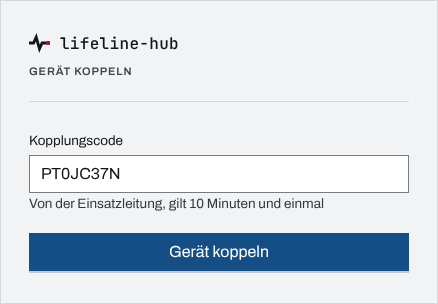 lifeline-hub
GERÄT KOPPELN
Kopplungscode
PT0JC37N
Von der Einsatzleitung, gilt 10 Minuten und einmal
Gerät koppeln